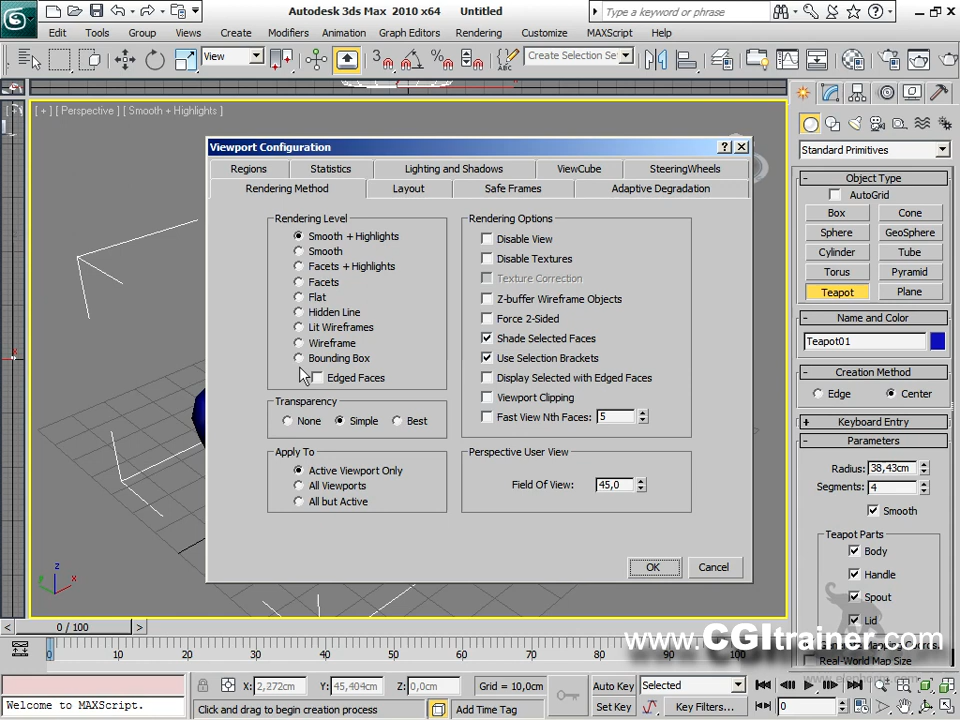 Autodesk 3ds Max 2010 x64 Untitled
Type a keyword or phrase
Edit Tools Group Views Create Modifiers Animation Graph Editors Rendering Customize MAXScript Help
View
Create Selection Se
[ + ] [ Perspective ] [ Smooth + Highlights ]
Viewport Configuration
Regions Statistics Lighting and Shadows ViewCube SteeringWheels
Rendering Method Layout Safe Frames Adaptive Degradation
Rendering Level
Smooth + Highlights
Smooth
Facets + Highlights
Facets
Flat
Hidden Line
Lit Wireframes
Wireframe
Bounding Box
Edged Faces
Transparency
None Simple Best
Apply To
Active Viewport Only
All Viewports
All but Active
Rendering Options
Disable View
Disable Textures
Texture Correction
Z-buffer Wireframe Objects
Force 2-Sided
Shade Selected Faces
Use Selection Brackets
Display Selected with Edged Faces
Viewport Clipping
Fast View Nth Faces: 5
Perspective User View
Field Of View: 45,0
OK Cancel
Standard Primitives
- Object Type
AutoGrid
Box Cone
Sphere GeoSphere
Cylinder Tube
Torus Pyramid
Teapot Plane
- Name and Color
Teapot01
- Creation Method
Edge Center
+ Keyboard Entry
- Parameters
Radius: 38,43cm
Segments: 4
Smooth
Teapot Parts
Body
Handle
Spout
Lid
Real-World Map Size
z
x
www.CGItrainer.com
< 0 / 100 >
0 10 20 30 40 50 60 70 80 90 100
X: 2,272cm Y: 45,404cm Z: 0,0cm Grid = 10,0cm Auto Key Selected
Welcome to MAXScript. Click and drag to begin creation process Add Time Tag Set Key Key Filters... 0